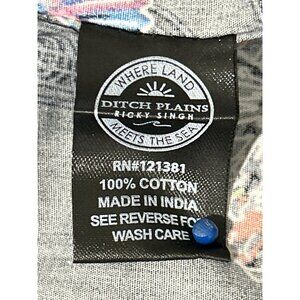 WHERE LAND
DITCH PLAINS
RICKY SINGH
MEETS THE SEA
RN#121381
100% COTTON
MADE IN INDIA
SEE REVERSE FOR
WASH CARE